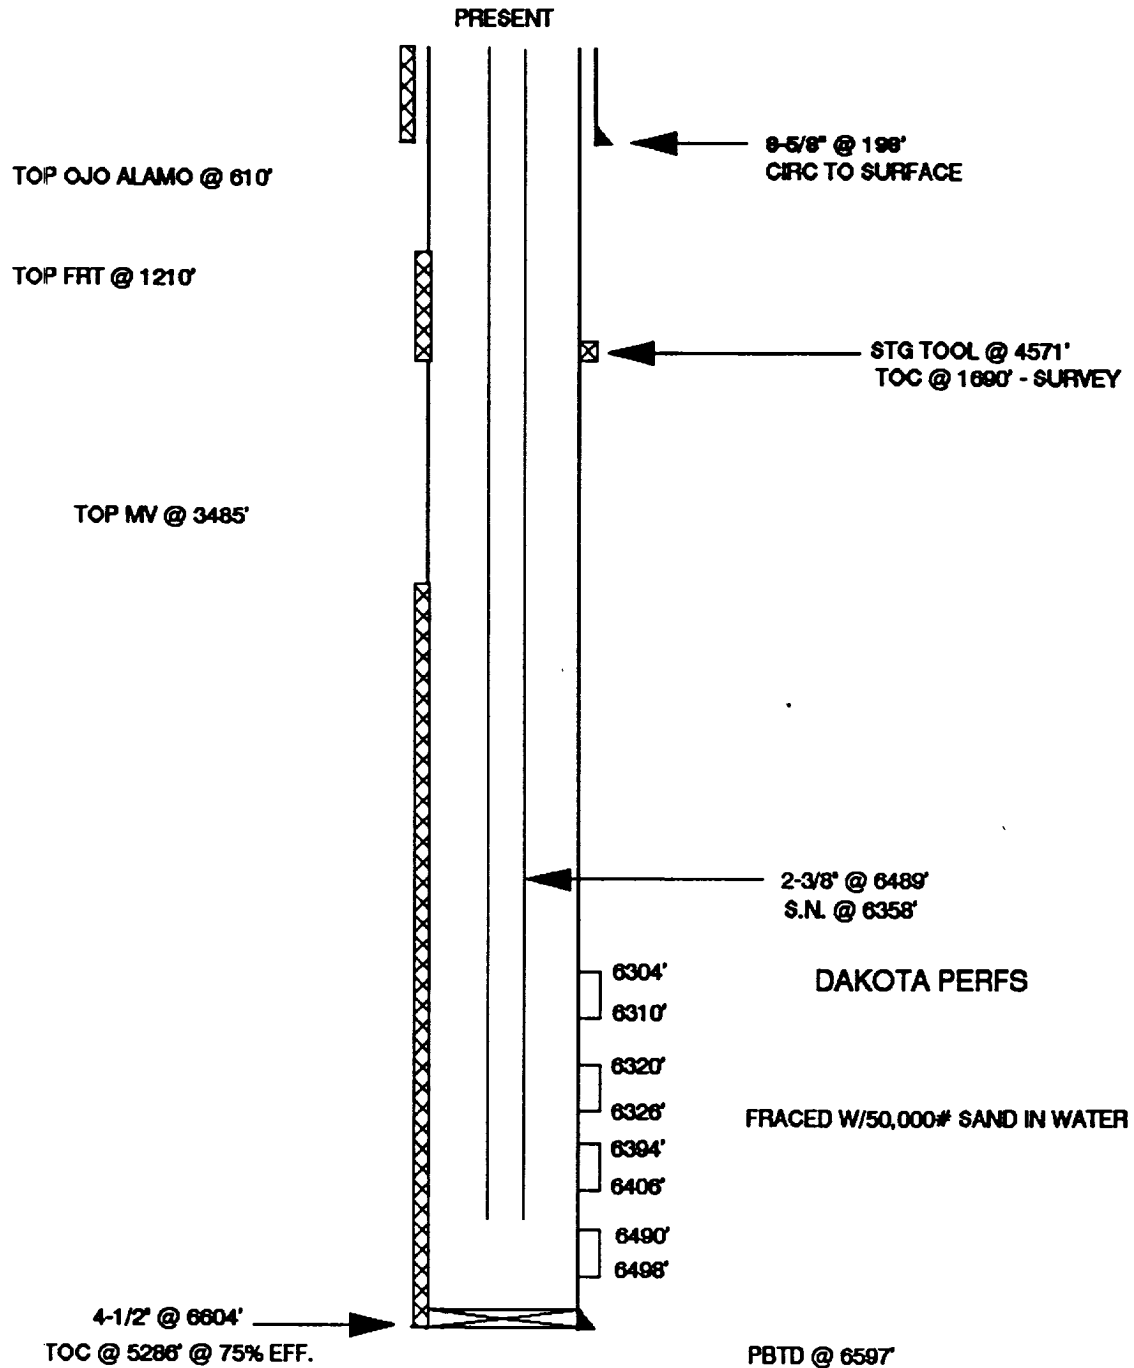 PRESENT
8-5/8" @ 198'
CIRC TO SURFACE
TOP OJO ALAMO @ 610'
TOP FRT @ 1210'
STG TOOL @ 4571'
TOC @ 1690' - SURVEY
TOP MV @ 3485'
2-3/8" @ 6489'
S.N. @ 6358'
6304'
DAKOTA PERFS
6310'
6320'
6326'
FRACED W/50,000# SAND IN WATER
6394'
6406'
6490'
6498'
4-1/2" @ 6604'
TOC @ 5286' @ 75% EFF.
PBTD @ 6597'